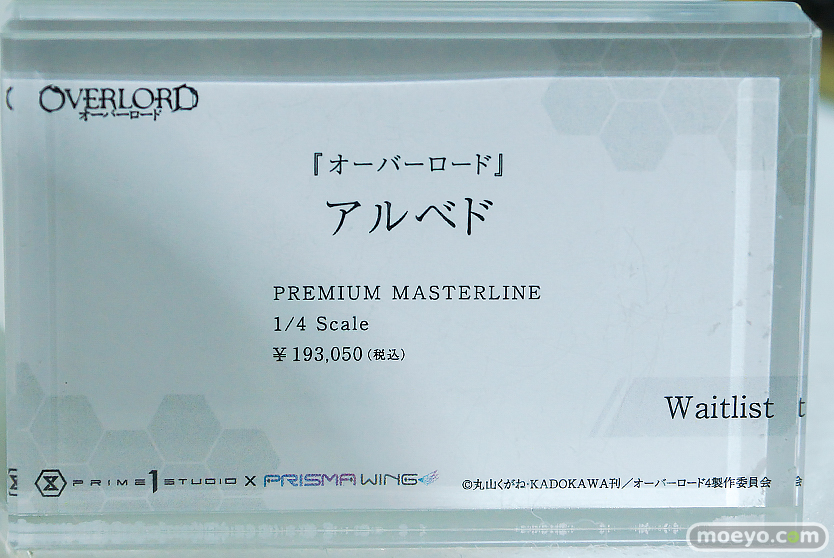 OVERLORD
オーバーロード
『オーバーロード』
アルベド
PREMIUM MASTERLINE
1/4 Scale
¥193,050(税込)
Waitlist
PRIME 1 STUDIO X PRISMA WING
©丸山くがね・KADOKAWA刊／オーバーロード4製作委員会
moeyo.com